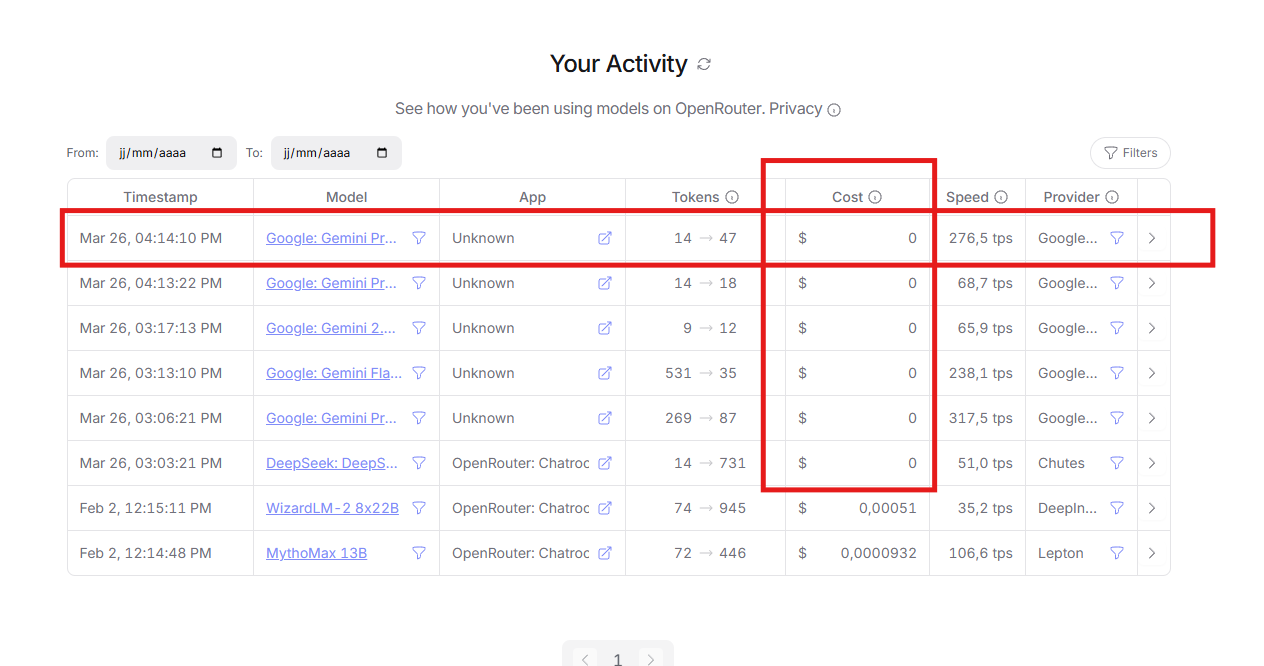 Your Activity
See how you've been using models on OpenRouter. Privacy
From: jj/mm/aaaa To: jj/mm/aaaa Filters
Timestamp Model App Tokens Cost Speed Provider
Mar 26, 04:14:10 PM Google: Gemini Pr... Unknown 14 → 47 $ 0 276,5 tps Google...
Mar 26, 04:13:22 PM Google: Gemini Pr... Unknown 14 → 18 $ 0 68,7 tps Google...
Mar 26, 03:17:13 PM Google: Gemini 2.... Unknown 9 → 12 $ 0 65,9 tps Google...
Mar 26, 03:13:10 PM Google: Gemini Fla... Unknown 531 → 35 $ 0 238,1 tps Google...
Mar 26, 03:06:21 PM Google: Gemini Pr... Unknown 269 → 87 $ 0 317,5 tps Google...
Mar 26, 03:03:21 PM DeepSeek: DeepS... OpenRouter: Chatroo 14 → 731 $ 0 51,0 tps Chutes
Feb 2, 12:15:11 PM WizardLM-2 8x22B OpenRouter: Chatroo 74 → 945 $ 0,00051 35,2 tps DeepIn...
Feb 2, 12:14:48 PM MythoMax 13B OpenRouter: Chatroo 72 → 446 $ 0,0000932 106,6 tps Lepton
1